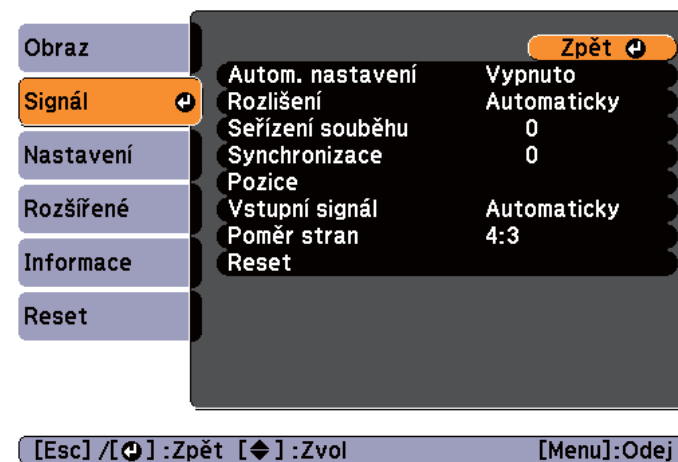 Obraz
Signál
Nastavení
Rozšířené
Informace
Reset
Zpět
Autom. nastavení Vypnuto
Rozlišení Automaticky
Seřízení souběhu 0
Synchronizace 0
Pozice
Vstupní signál Automaticky
Poměr stran 4:3
Reset
[Esc] /[ ] :Zpět [ ] :Zvol [Menu]:Odej